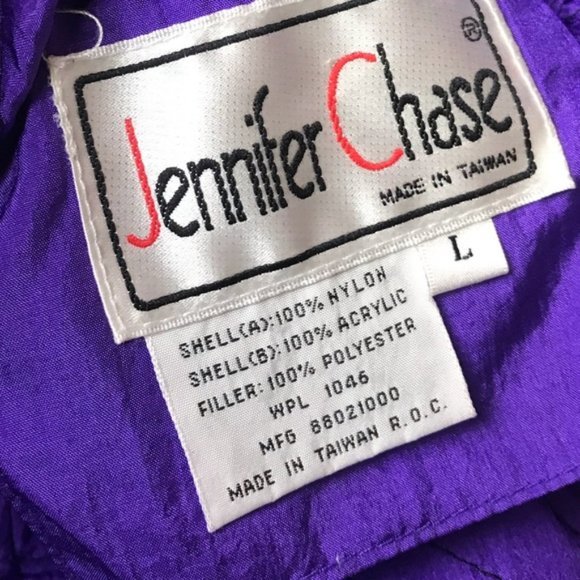 Jennifer Chase ®
MADE IN TAIWAN
L
SHELL(A):100% NYLON
SHELL(B):100% ACRYLIC
FILLER:100% POLYESTER
WPL 1046
MFG 88021000
MADE IN TAIWAN R.O.C.